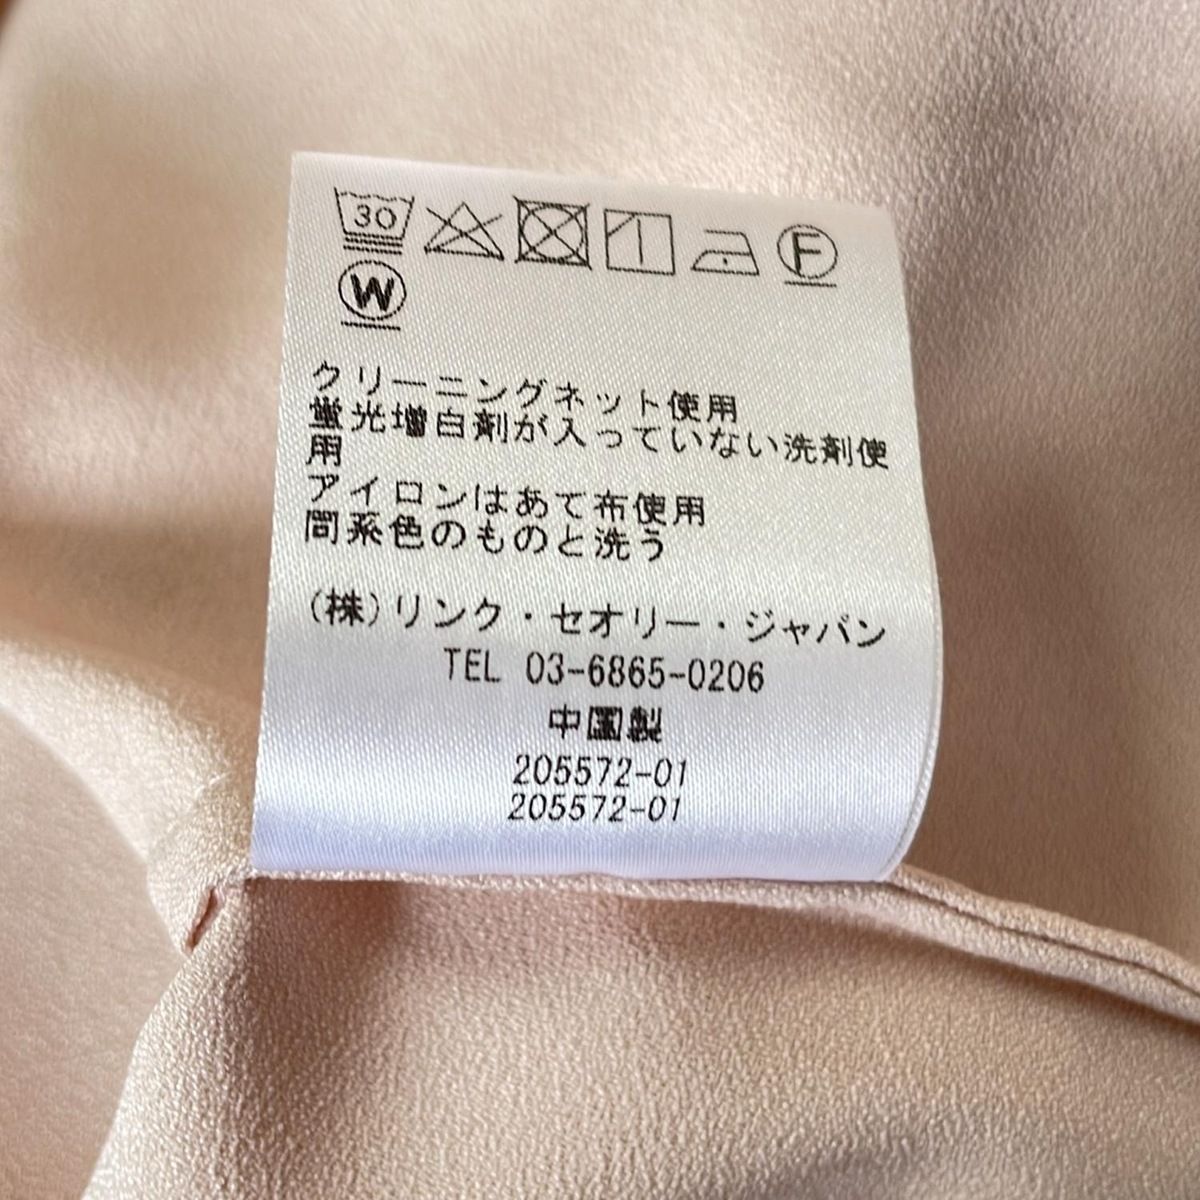 30
F
W
クリーニングネット使用
蛍光増白剤が入っていない洗剤使
用
アイロンはあて布使用
同系色のものと洗う
(株)リンク・セオリー・ジャパン
TEL 03-6865-0206
中国製
205572-01
205572-01